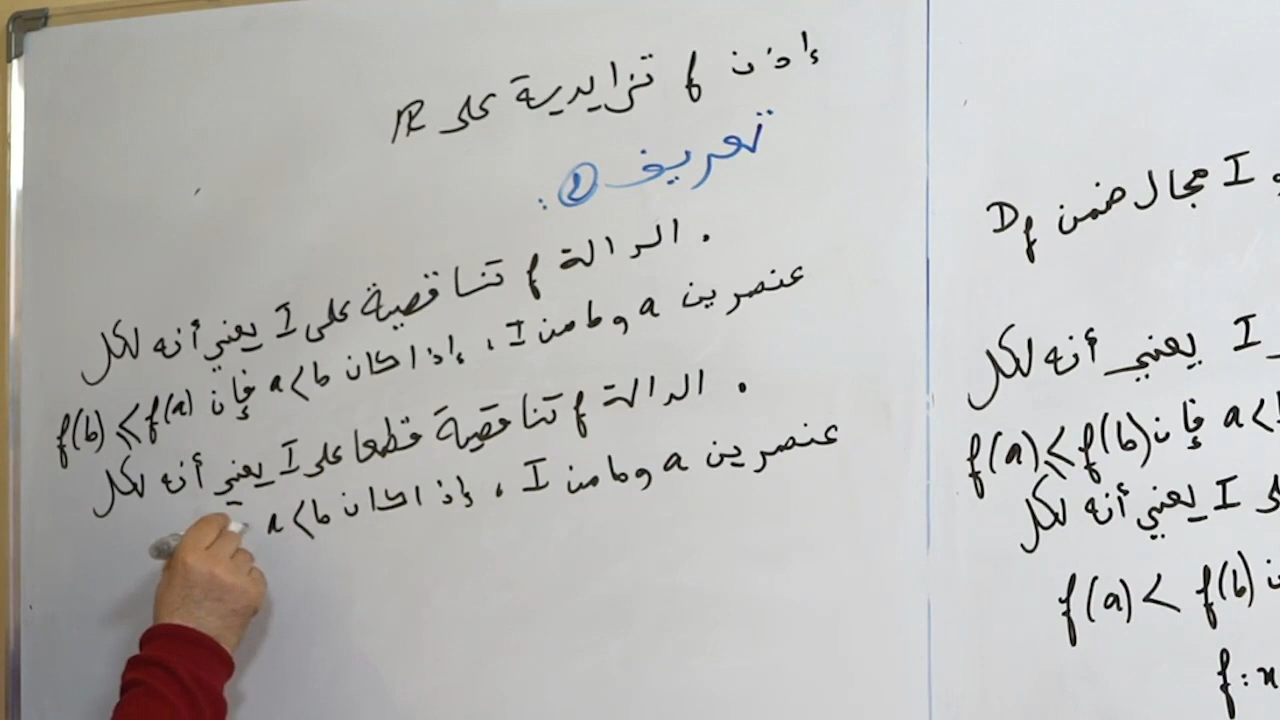 إذن f تزايدية على ℝ
تعريف ②:
. الدالة f تناقصية على I يعني أنه لكل
عنصرين a و b من I ، إذا كان a<b فإن f(b)≤f(a)
. الدالة f تناقصية قطعا على I يعني أنه لكل
عنصرين a و b من I ، إذا كان a<b
I مجال ضمن Df
I يعني أنه لكل
a< فإن f(a)≤f(b)
I يعني أنه لكل
f(a)< f(b)
f:x